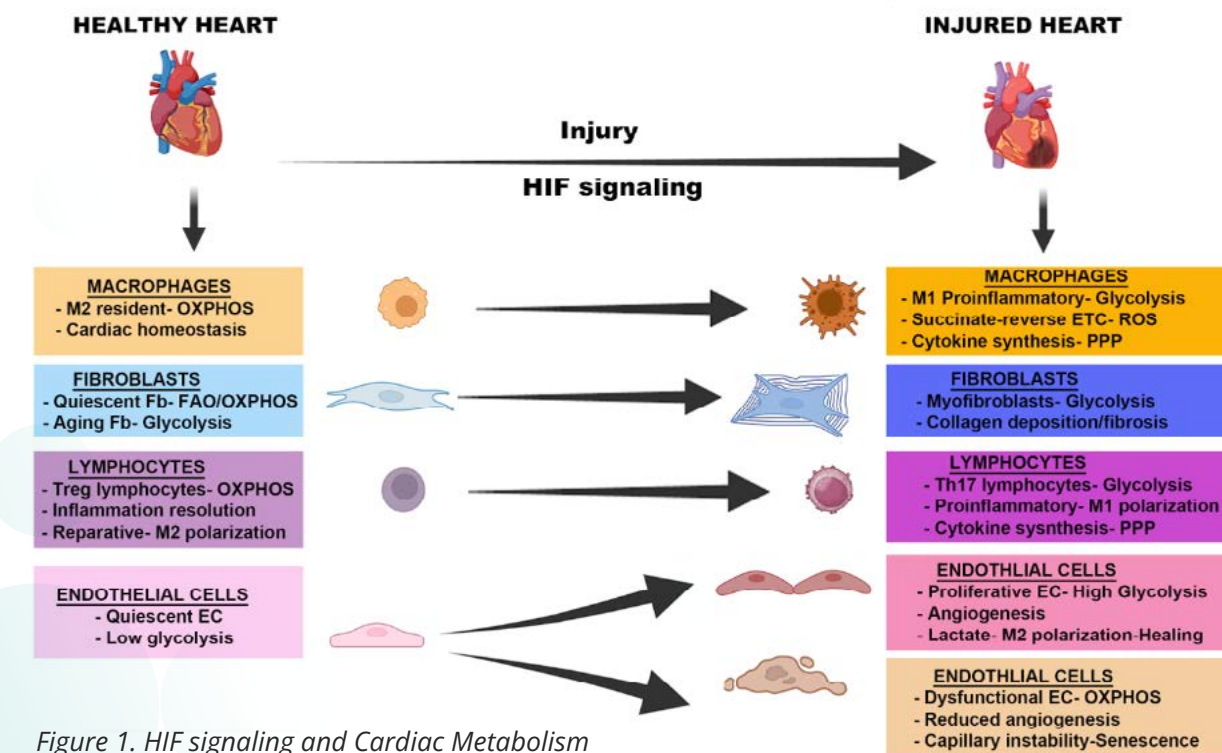 HEALTHY HEART
INJURED HEART
Injury
HIF signaling
MACROPHAGES
- M2 resident- OXPHOS
- Cardiac homeostasis
MACROPHAGES
- M1 Proinflammatory- Glycolysis
- Succinate-reverse ETC- ROS
- Cytokine synthesis- PPP
FIBROBLASTS
- Quiescent Fb- FAO/OXPHOS
- Aging Fb- Glycolysis
FIBROBLASTS
- Myofibroblasts- Glycolysis
- Collagen deposition/fibrosis
LYMPHOCYTES
- Treg lymphocytes- OXPHOS
- Inflammation resolution
- Reparative- M2 polarization
LYMPHOCYTES
- Th17 lymphocytes- Glycolysis
- Proinflammatory- M1 polarization
- Cytokine sysnthesis- PPP
ENDOTHELIAL CELLS
- Quiescent EC
- Low glycolysis
ENDOTHLIAL CELLS
- Proliferative EC- High Glycolysis
- Angiogenesis
- Lactate- M2 polarization-Healing
ENDOTHLIAL CELLS
- Dysfunctional EC- OXPHOS
- Reduced angiogenesis
- Capillary instability-Senescence
Figure 1. HIF signaling and Cardiac Metabolism